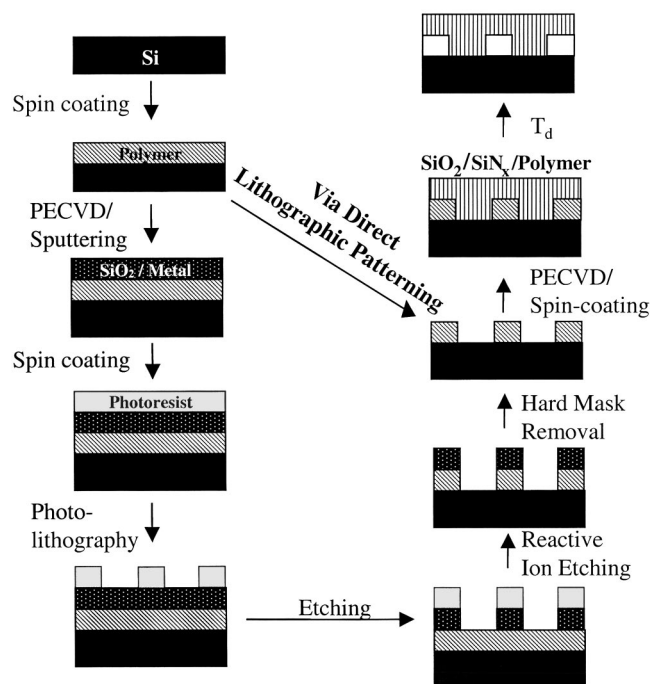 Si
Spin coating
Polymer
PECVD/
Sputtering
SiO₂ / Metal
Spin coating
Photoresist
Photo-
lithography
Etching
Reactive
Ion Etching
Hard Mask
Removal
PECVD/
Spin-coating
Via Direct
Lithographic Patterning
SiO₂/SiNₓ/Polymer
T_d